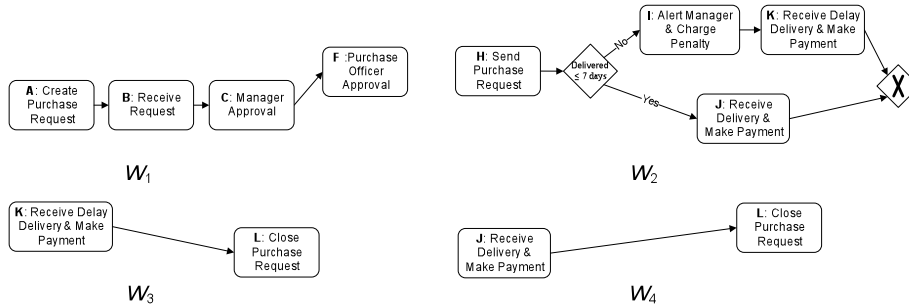 A: Create
Purchase
Request
B: Receive
Request
C: Manager
Approval
F :Purchase
Officer
Approval
W1
H: Send
Purchase
Request
Delivered
≤ 7 days
No
I: Alert Manager
& Charge
Penalty
K: Receive Delay
Delivery & Make
Payment
Yes
J: Receive
Delivery &
Make Payment
X
W2
K: Receive Delay
Delivery & Make
Payment
L: Close
Purchase
Request
W3
J: Receive
Delivery &
Make Payment
L: Close
Purchase
Request
W4